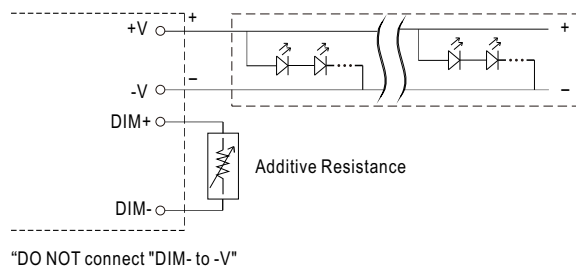 +V
+
+
-V
−
−
DIM+
Additive Resistance
DIM-
“DO NOT connect "DIM- to -V"